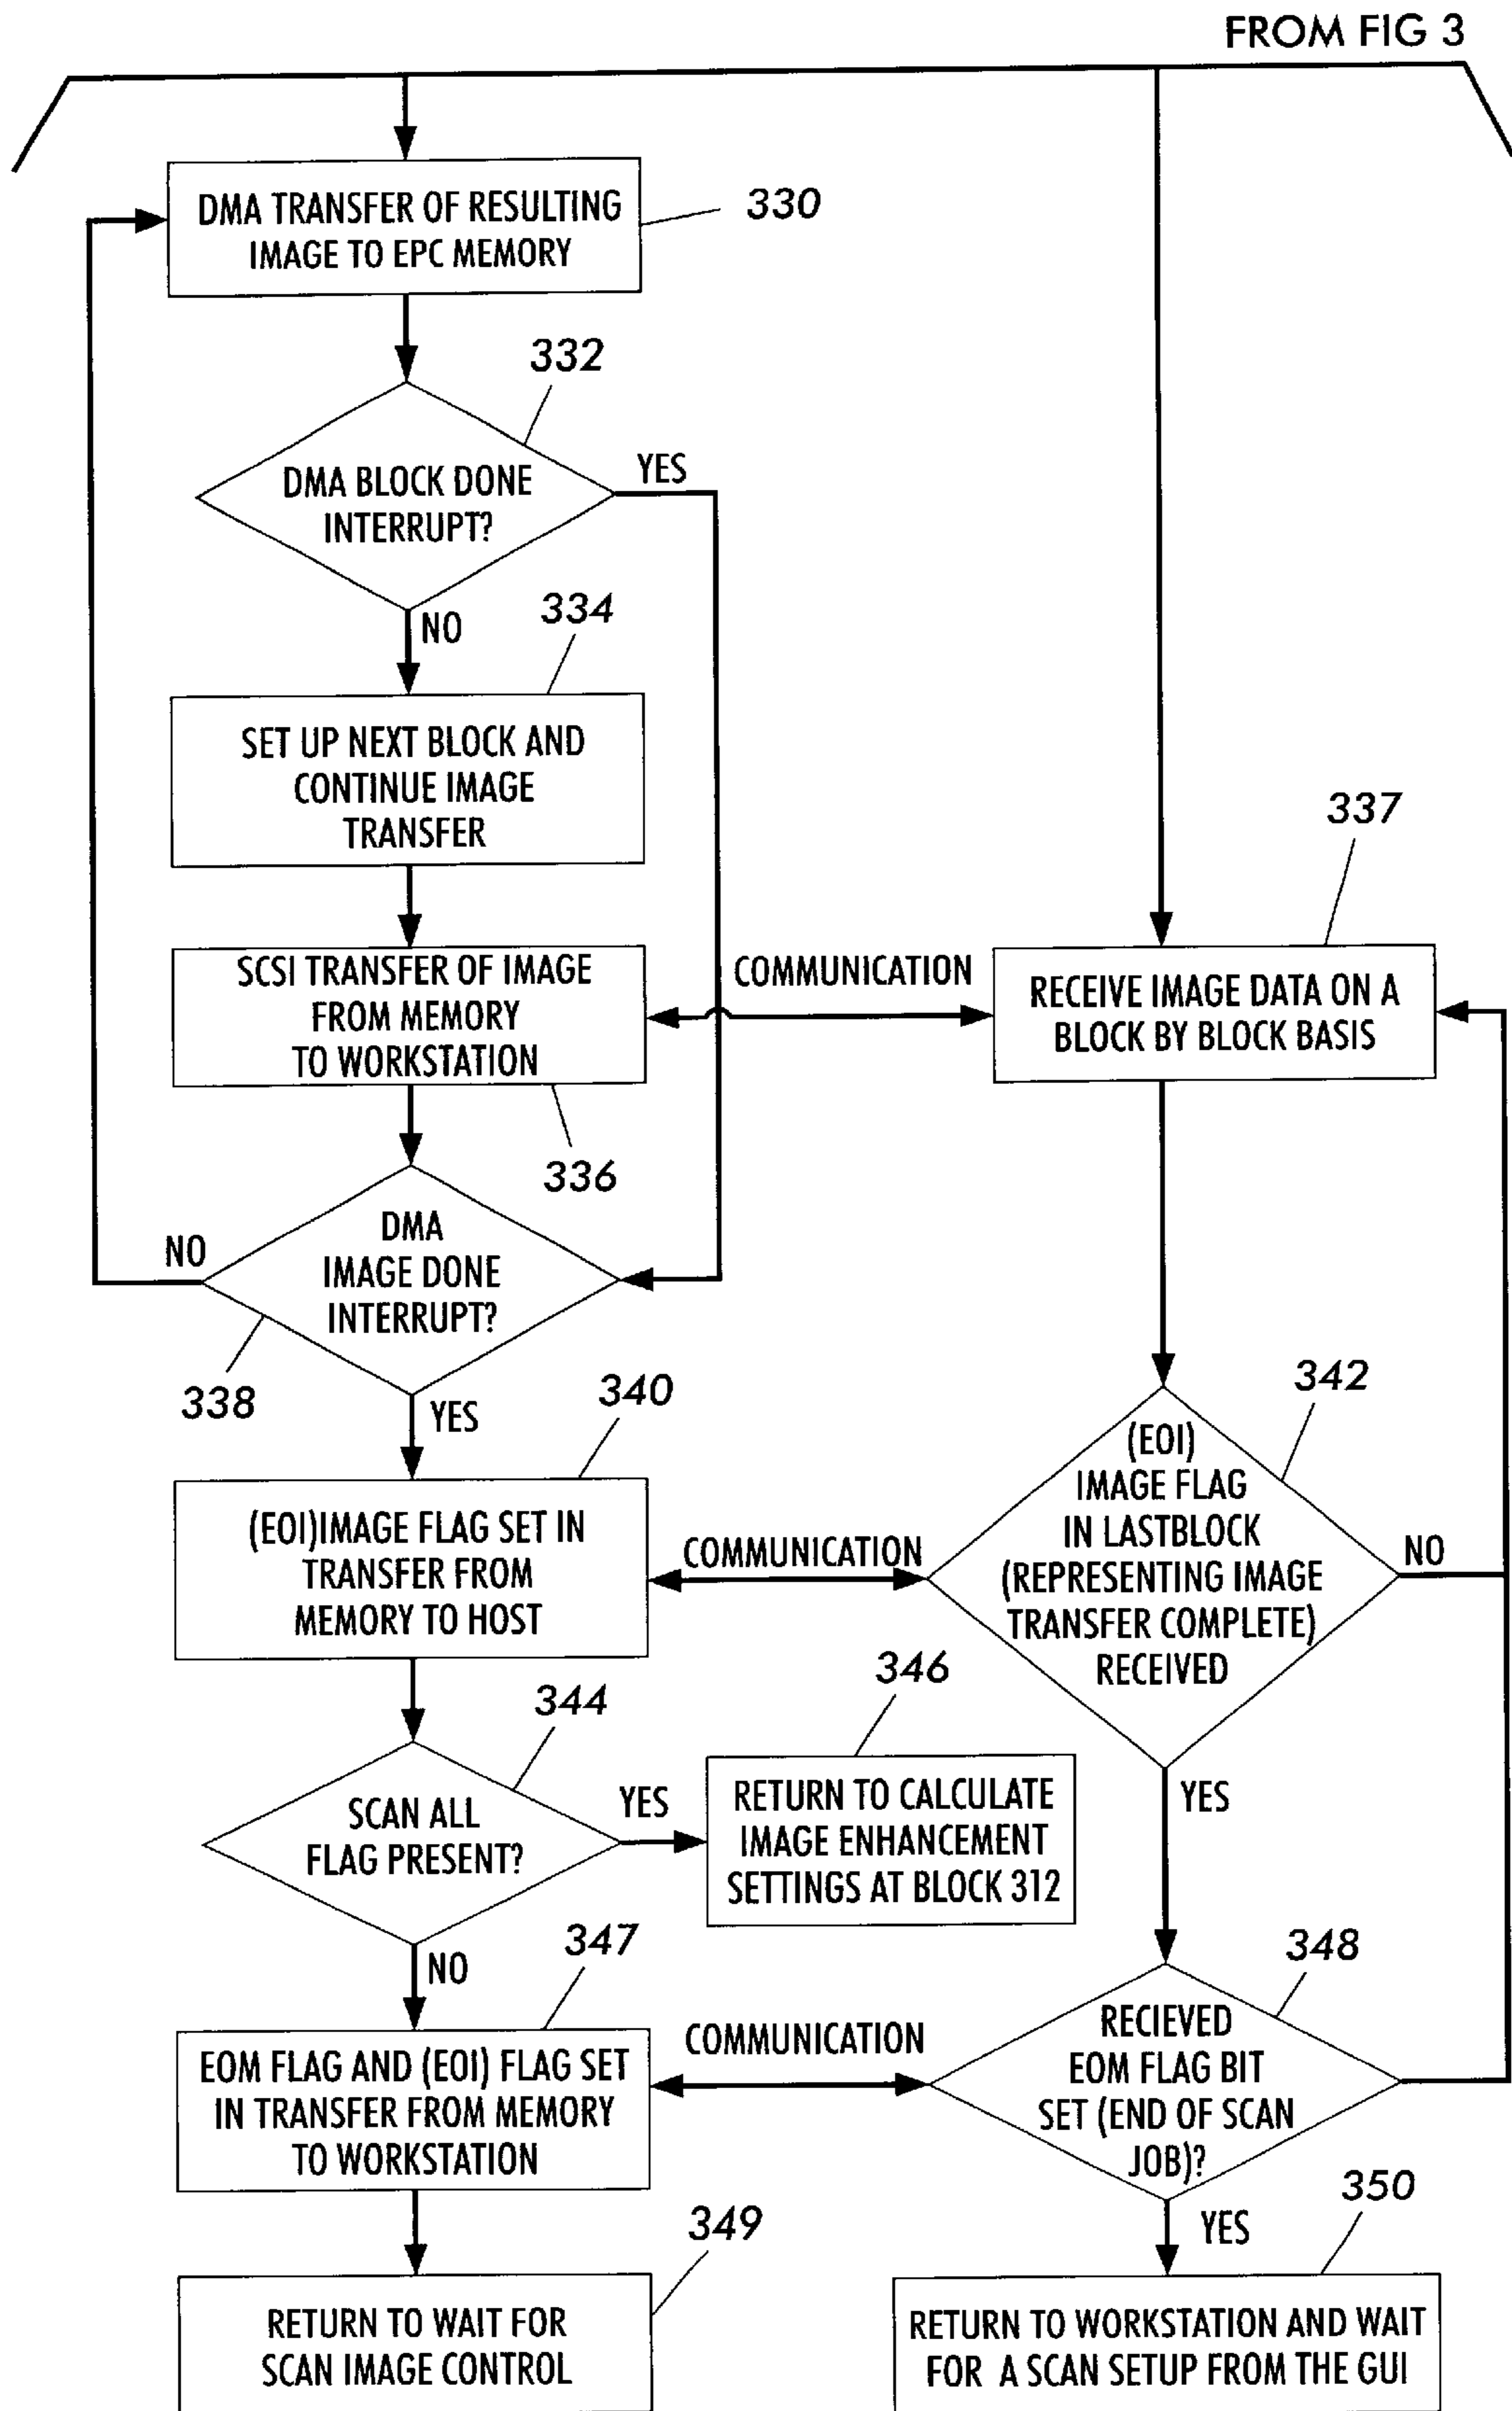 FROM FIG 3
DMA TRANSFER OF RESULTING
IMAGE TO EPC MEMORY
330
332
DMA BLOCK DONE
INTERRUPT?
YES
NO
334
SET UP NEXT BLOCK AND
CONTINUE IMAGE
TRANSFER
337
SCSI TRANSFER OF IMAGE
FROM MEMORY
TO WORKSTATION
COMMUNICATION
RECEIVE IMAGE DATA ON A
BLOCK BY BLOCK BASIS
336
DMA
IMAGE DONE
INTERRUPT?
NO
338
YES
340
342
(EOI)IMAGE FLAG SET IN
TRANSFER FROM
MEMORY TO HOST
COMMUNICATION
(EOI)
IMAGE FLAG
IN LASTBLOCK
(REPRESENTING IMAGE
TRANSFER COMPLETE)
RECEIVED
NO
YES
344
SCAN ALL
FLAG PRESENT?
YES
346
RETURN TO CALCULATE
IMAGE ENHANCEMENT
SETTINGS AT BLOCK 312
NO
347
348
EOM FLAG AND (EOI) FLAG SET
IN TRANSFER FROM MEMORY
TO WORKSTATION
COMMUNICATION
RECIEVED
EOM FLAG BIT
SET (END OF SCAN
JOB)?
YES
349
350
RETURN TO WAIT FOR
SCAN IMAGE CONTROL
RETURN TO WORKSTATION AND WAIT
FOR A SCAN SETUP FROM THE GUI